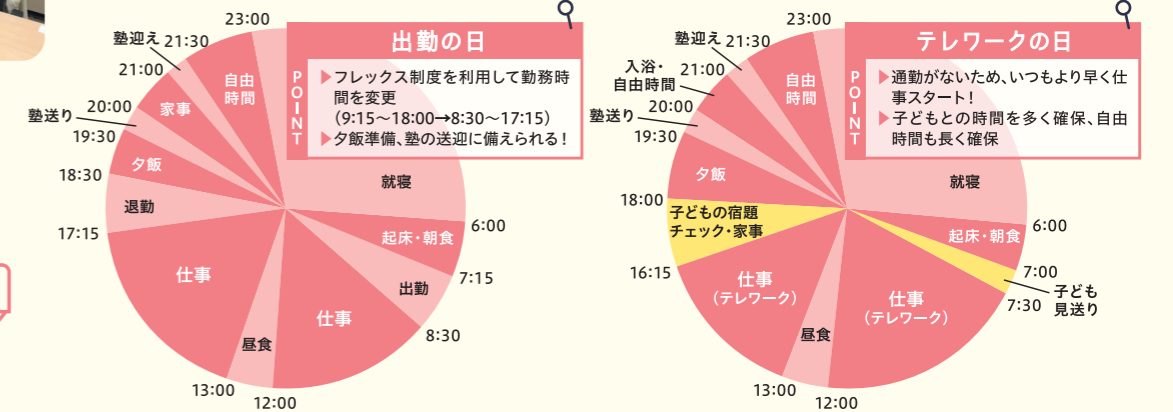 出勤の日
POINT
▶フレックス制度を利用して勤務時
間を変更
（9:15～18:00→8:30～17:15）
▶夕飯準備、塾の送迎に備えられる！
23:00
就寝
6:00
起床・朝食
7:15
出勤
8:30
仕事
12:00
昼食
13:00
仕事
17:15
退勤
18:30
夕飯
19:30
塾送り
20:00
家事
21:00
塾迎え
21:30
自由
時間
テレワークの日
POINT
▶通勤がないため、いつもより早く仕
事スタート！
▶子どもとの時間を多く確保、自由
時間も長く確保
23:00
就寝
6:00
起床・朝食
7:00
子ども
見送り
7:30
仕事
（テレワーク）
12:00
昼食
13:00
仕事
（テレワーク）
16:15
子どもの宿題
チェック・家事
18:00
夕飯
19:30
塾送り
20:00
入浴・
自由時間
21:00
塾迎え
21:30
自由
時間